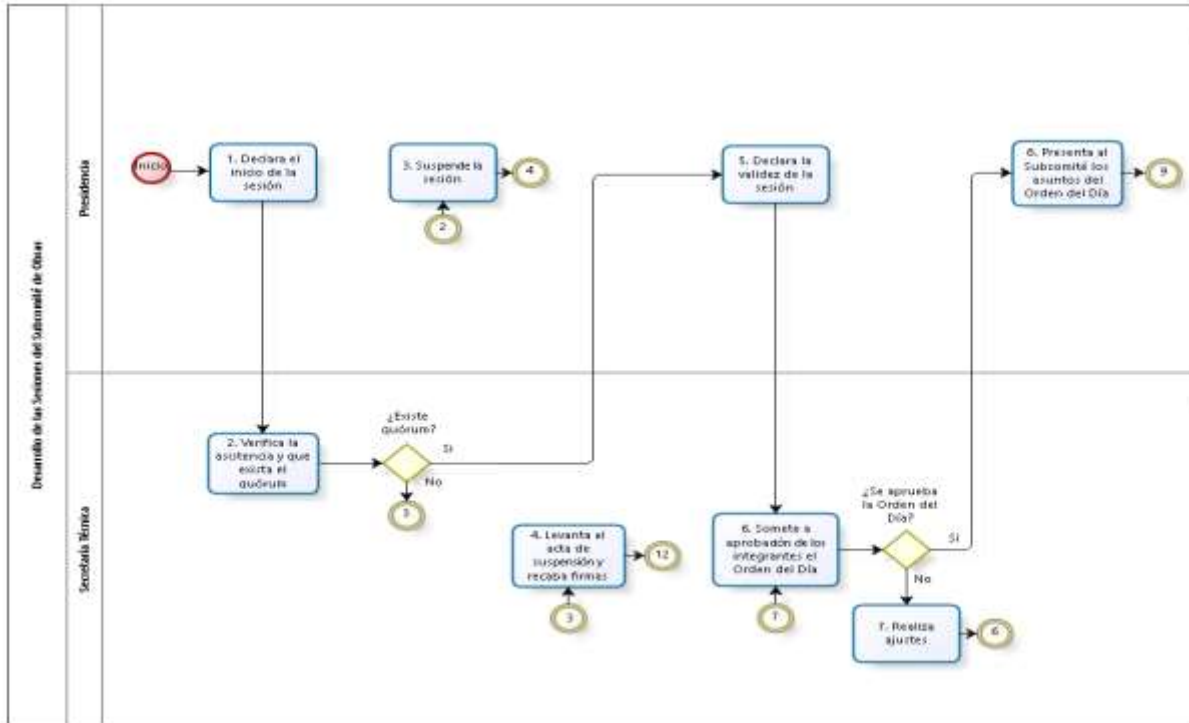 Desarrollo de las Sesiones del Subcomité de Obras
Presidencia
Inicio
1. Declara el
inicio de la
sesión
3. Suspende la
sesión
4
2
5. Declara la
validez de la
sesión
8. Presenta al
Subcomité los
asuntos del
Orden del Día
9
Secretaría Técnica
2. Verifica la
asistencia y que
exista el
quórum
¿Existe
quórum?
Si
No
3
4. Levanta el
acta de
suspensión y
recaba firmas
12
3
6. Somete a
aprobación de los
integrantes el
Orden del Día
7
¿Se aprueba
la Orden del
Día?
Si
No
7. Realiza
ajustes
6